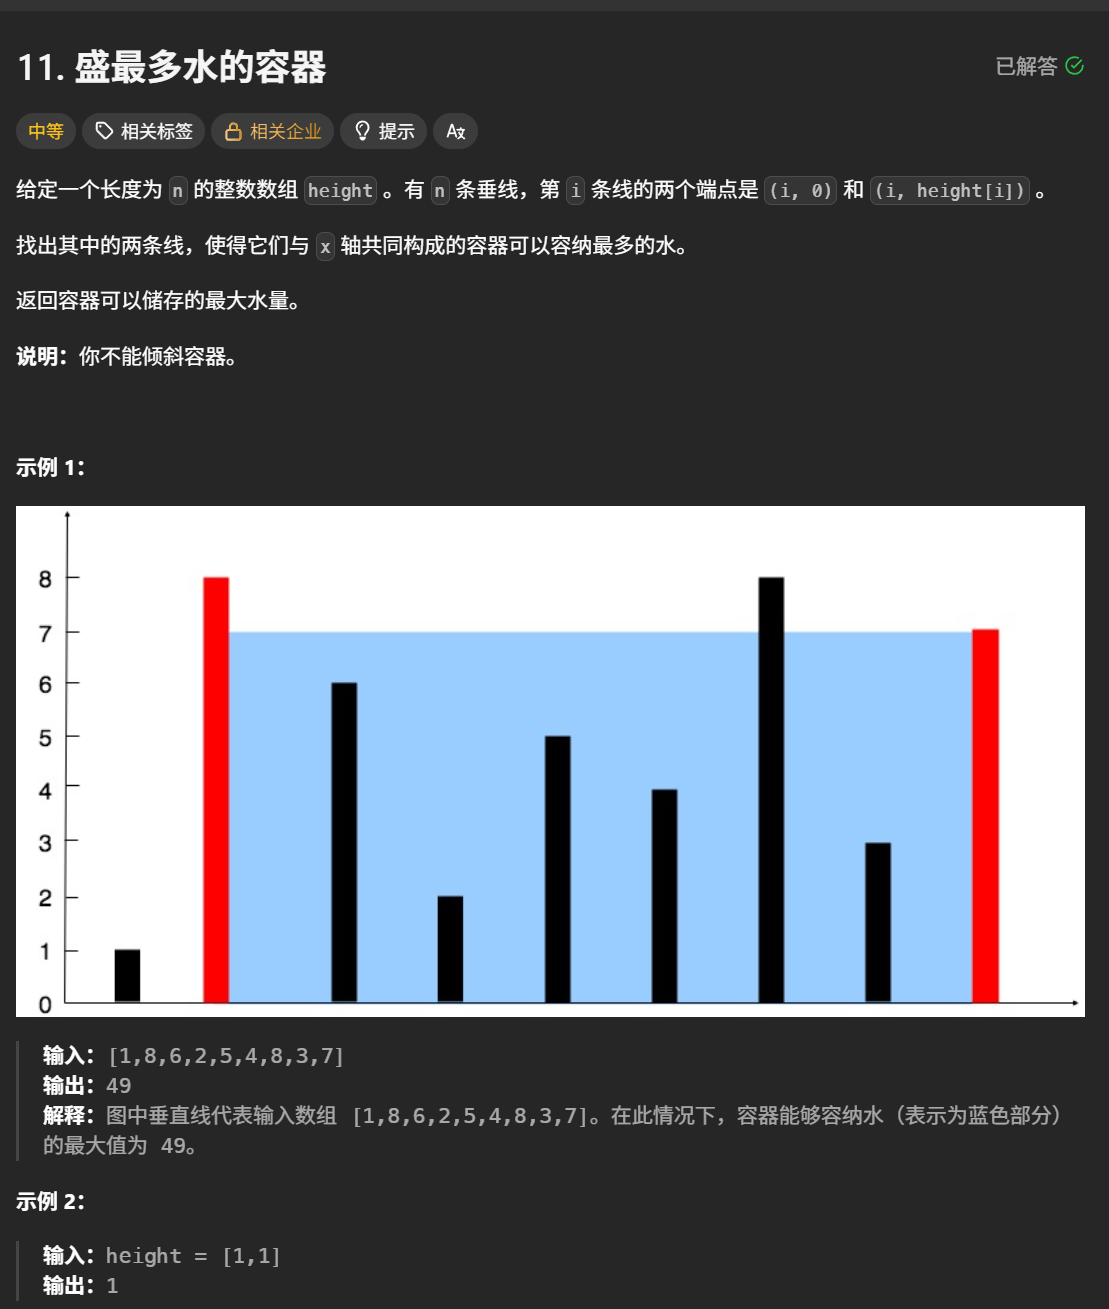 11. 盛最多水的容器
已解答
中等 相关标签 相关企业 提示 Ax
给定一个长度为 n 的整数数组 height 。有 n 条垂线，第 i 条线的两个端点是 (i, 0) 和 (i, height[i]) 。
找出其中的两条线，使得它们与 x 轴共同构成的容器可以容纳最多的水。
返回容器可以储存的最大水量。
说明：你不能倾斜容器。
示例 1：
8
7
6
5
4
3
2
1
0
输入：[1,8,6,2,5,4,8,3,7]
输出：49
解释：图中垂直线代表输入数组 [1,8,6,2,5,4,8,3,7]。在此情况下，容器能够容纳水（表示为蓝色部分）
的最大值为 49。
示例 2：
输入：height = [1,1]
输出：1